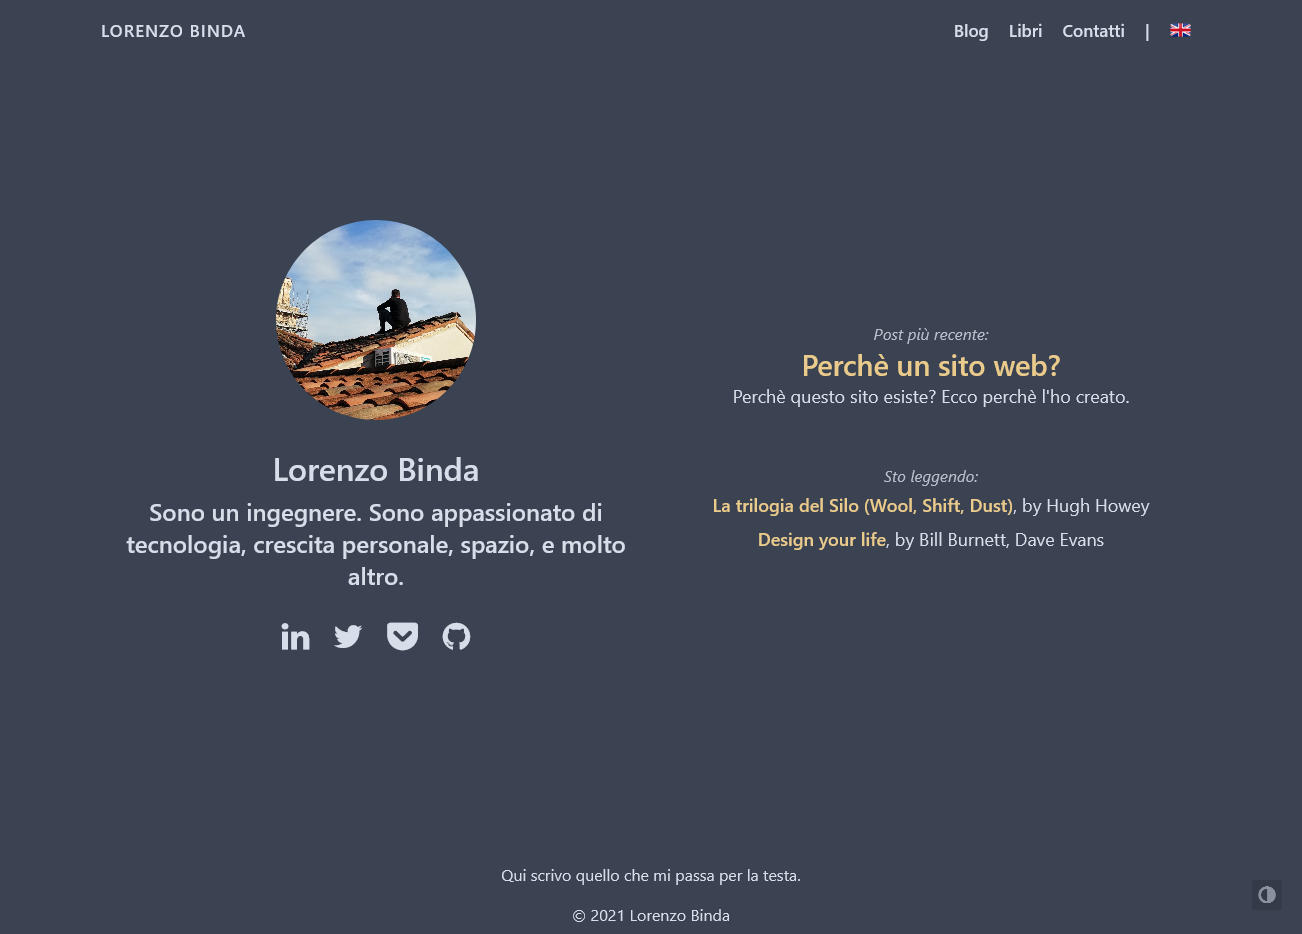 LORENZO BINDA
Blog Libri Contatti |
Lorenzo Binda
Sono un ingegnere. Sono appassionato di
tecnologia, crescita personale, spazio, e molto
altro.
Post più recente:
Perchè un sito web?
Perchè questo sito esiste? Ecco perchè l'ho creato.
Sto leggendo:
La trilogia del Silo (Wool, Shift, Dust), by Hugh Howey
Design your life, by Bill Burnett, Dave Evans
Qui scrivo quello che mi passa per la testa.
© 2021 Lorenzo Binda